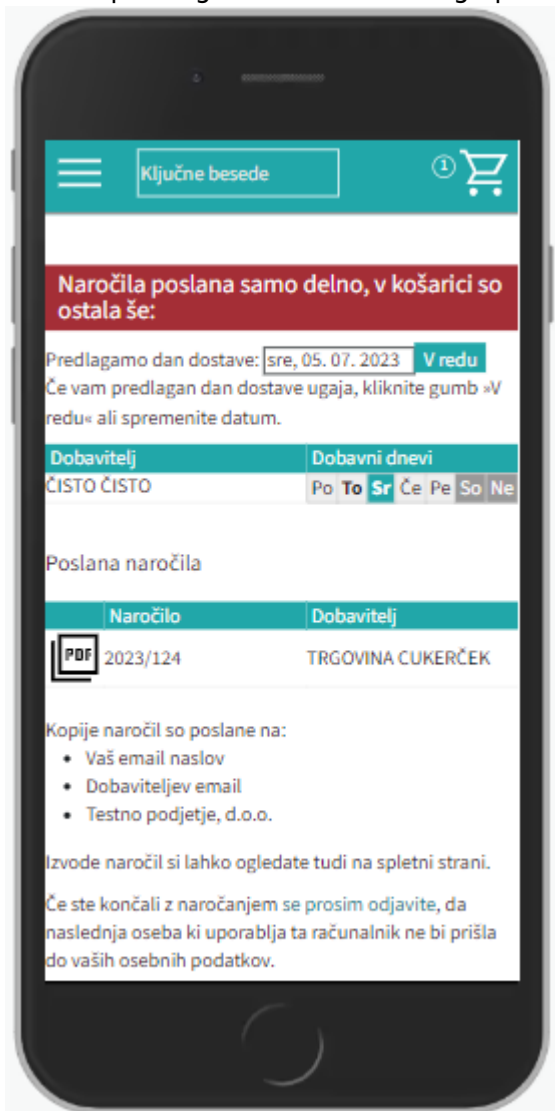 Ključne besede
1
Naročila poslana samo delno, v košarici so
ostala še:
Predlagamo dan dostave: sre, 05. 07. 2023 V redu
Če vam predlagan dan dostave ugaja, kliknite gumb »V
redu« ali spremenite datum.
Dobavitelj Dobavni dnevi
ČISTO ČISTO Po To Sr Če Pe So Ne
Poslana naročila
Naročilo Dobavitelj
PDF 2023/124 TRGOVINA CUKERČEK
Kopije naročil so poslane na:
• Vaš email naslov
• Dobaviteljev email
• Testno podjetje, d.o.o.
Izvode naročil si lahko ogledate tudi na spletni strani.
Če ste končali z naročanjem se prosim odjavite, da
naslednja oseba ki uporablja ta računalnik ne bi prišla
do vaših osebnih podatkov.